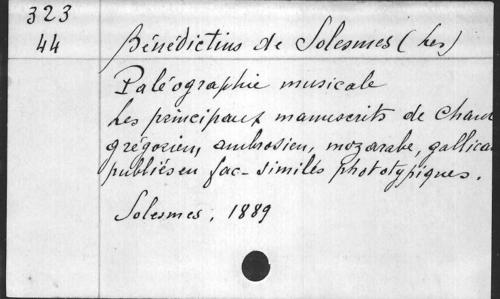 323
44
Bénédictins de Solesmes (Les)
Paléographie musicale
Les principaux manuscrits de chant
grégorien, ambrosien, mozarabe, gallican
publiés en fac-similés phototypiques.
Solesmes, 1889